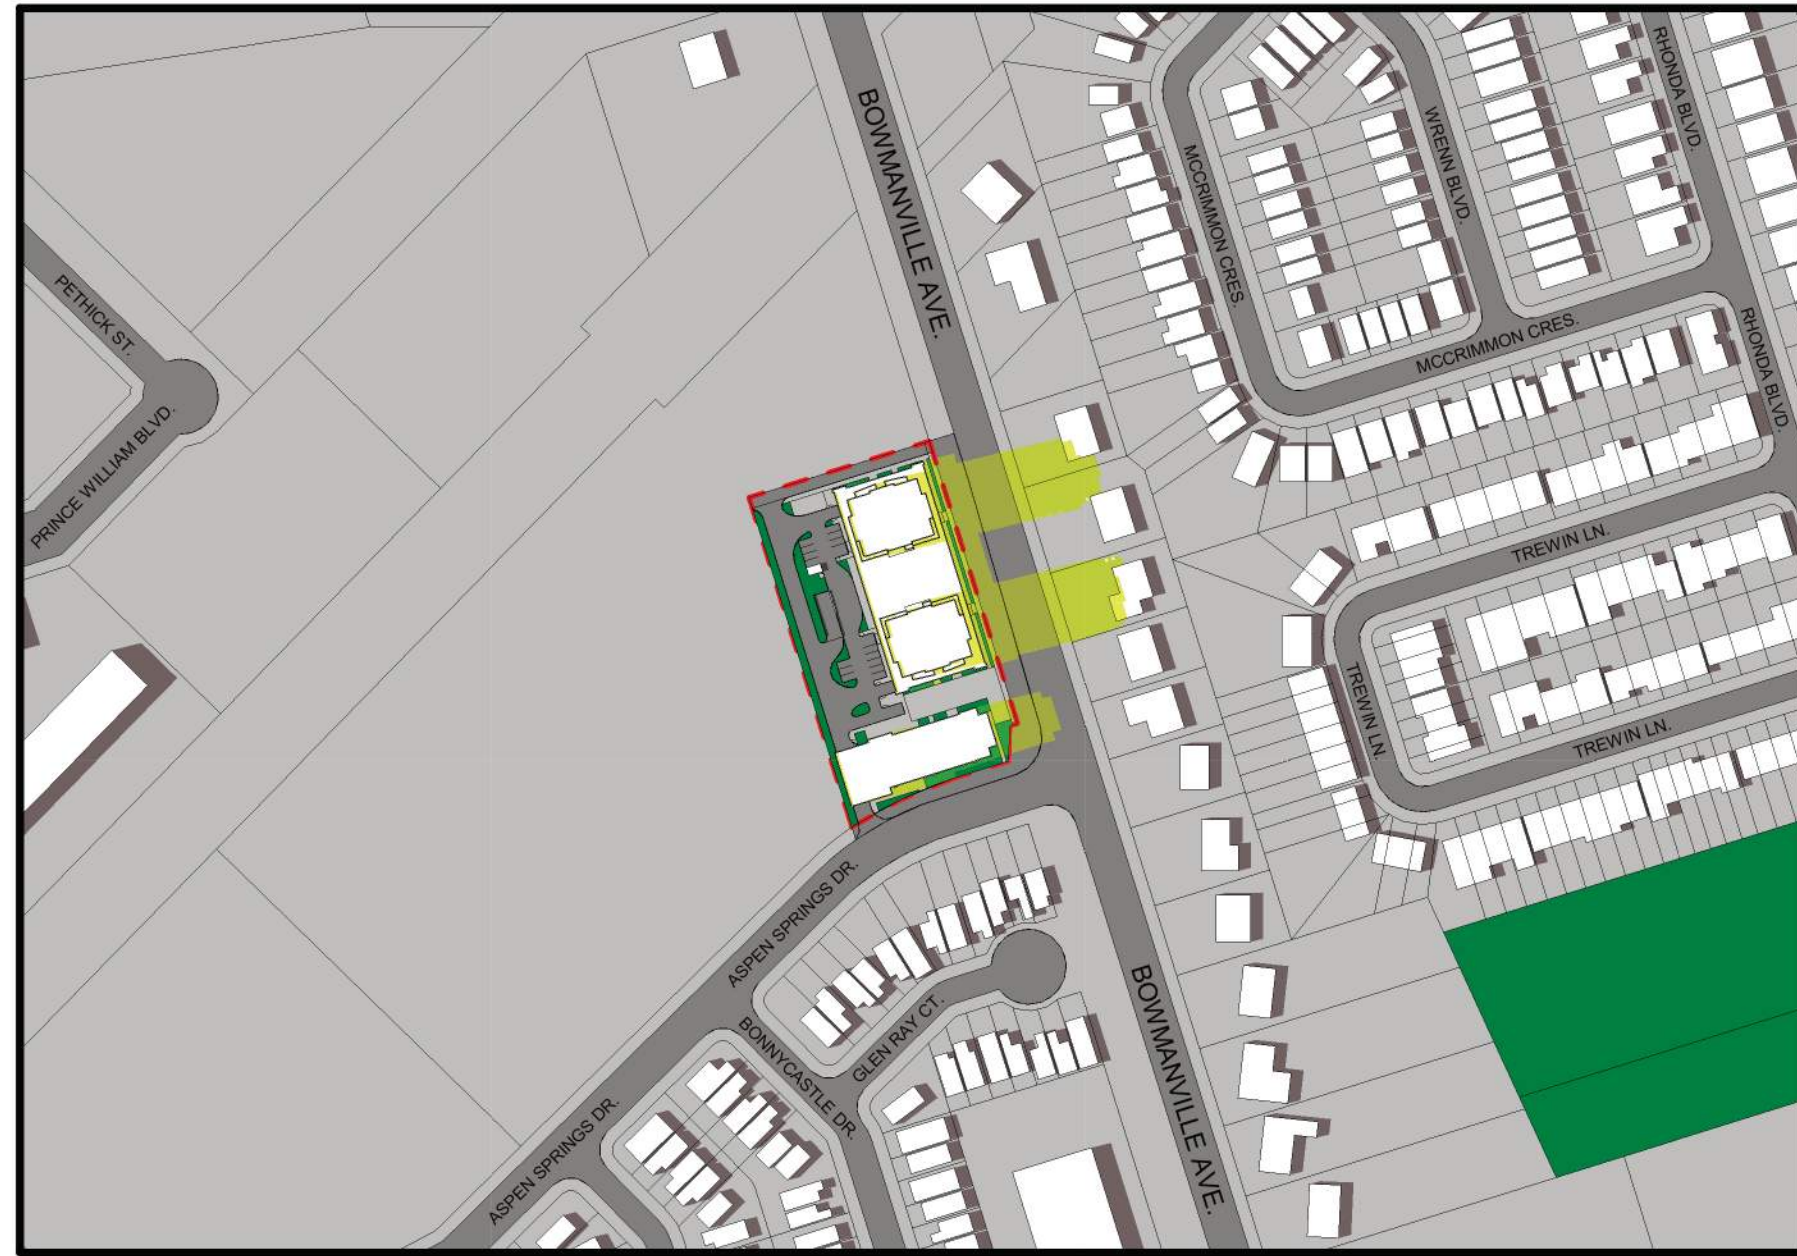 RHONDA BLVD.
BOWMANVILLE AVE.
WRENN BLVD.
MCCRIMMON CRES.
PETHICK ST.
MCCRIMMON CRES.
RHONDA BLVD.
PRINCE WILLIAM BLVD.
TREWIN LN.
TREWIN LN.
TREWIN LN.
ASPEN SPRINGS DR.
BONNYCASTLE DR.
GLEN RAY CT.
BOWMANVILLE AVE.
ASPEN SPRINGS DR.